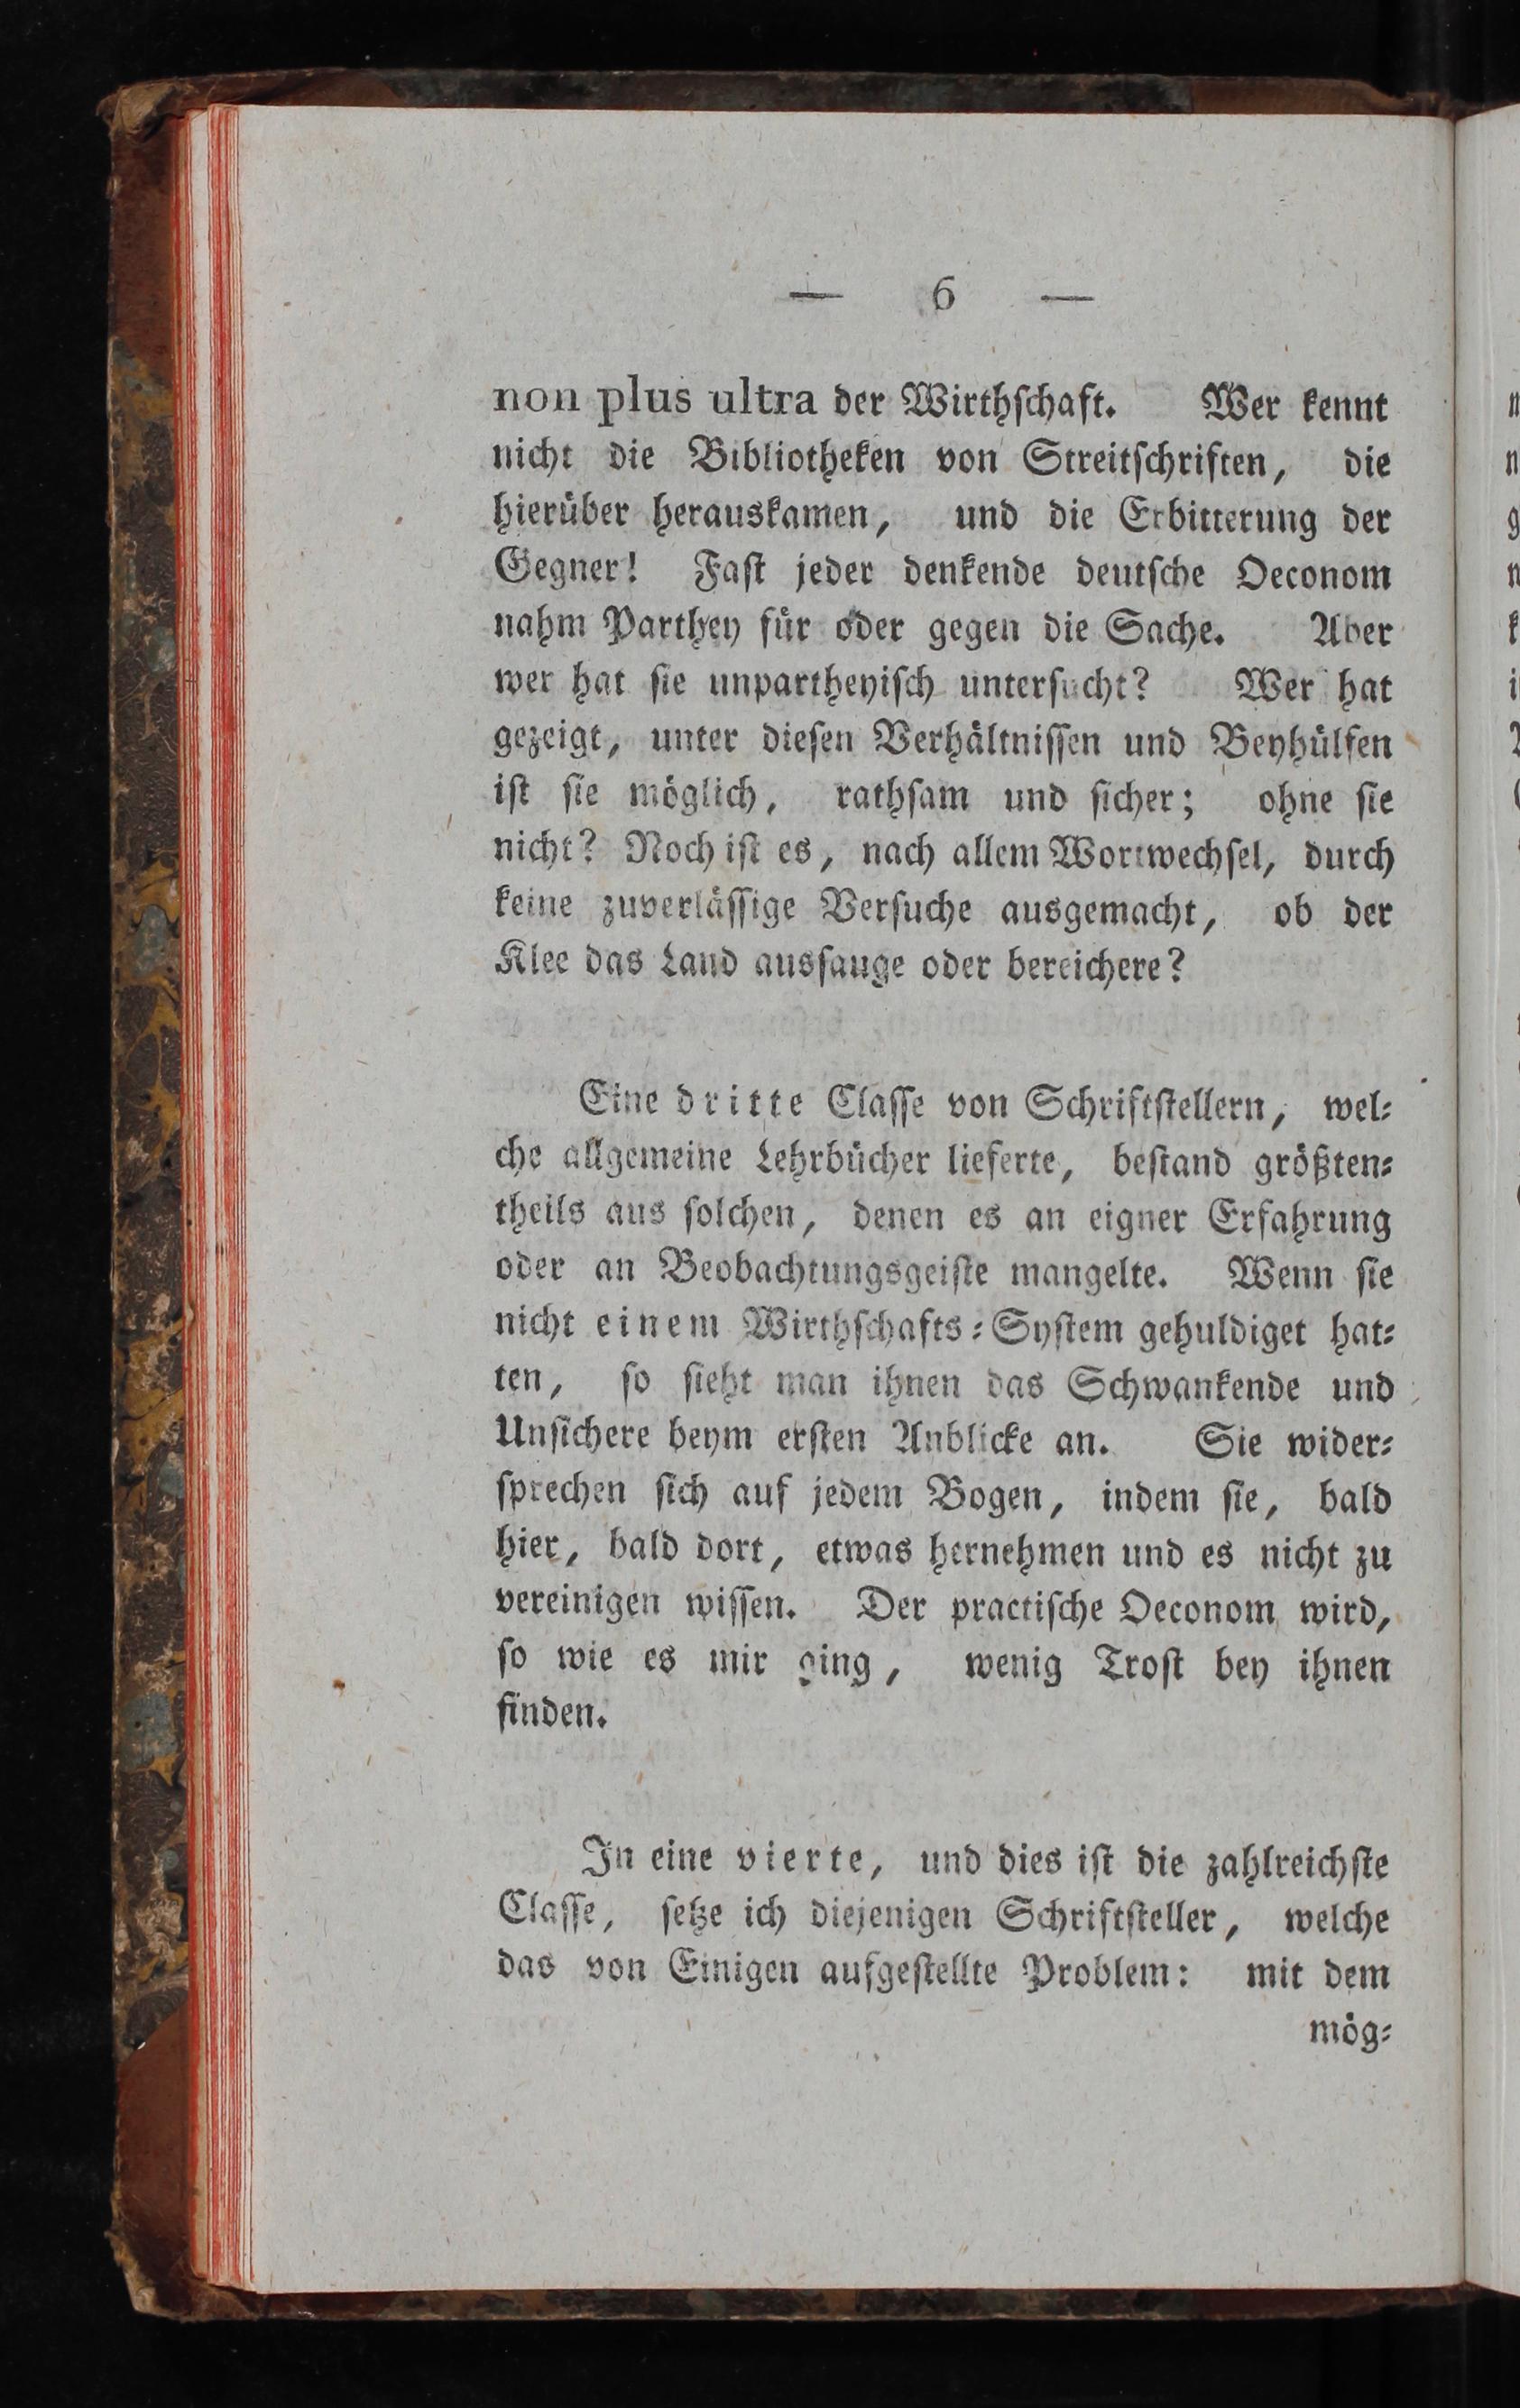 — 6 —
non plus ultra der Wirthſchaft. Wer kennt
nicht die Bibliotheken von Streitſchriften, die
hierüber herauskamen, und die Erbitterung der
Gegner! Faſt jeder denkende deutſche Oeconom
nahm Parthey für oder gegen die Sache. Aber
wer hat ſie unpartheyiſch unterſucht? Wer hat
gezeigt, unter dieſen Verhältniſſen und Beyhülfen
iſt ſie möglich, rathſam und ſicher; ohne ſie
nicht? Noch iſt es, nach allem Wortwechſel, durch
keine zuverläſſige Verſuche ausgemacht, ob der
Klee das Land ausſauge oder bereichere?
Eine dritte Claſſe von Schriftſtellern, wel⸗
che allgemeine Lehrbücher lieferte, beſtand größten⸗
theils aus ſolchen, denen es an eigner Erfahrung
oder an Beobachtungsgeiſte mangelte. Wenn ſie
nicht einem Wirthſchafts⸗Syſtem gehuldiget hat⸗
ten, ſo ſieht man ihnen das Schwankende und
Unſichere beym erſten Anblicke an. Sie wider⸗
ſprechen ſich auf jedem Bogen, indem ſie, bald
hier, bald dort, etwas hernehmen und es nicht zu
vereinigen wiſſen. Der practiſche Oeconom wird,
ſo wie es mir ging, wenig Troſt bey ihnen
finden.
In eine vierte, und dies iſt die zahlreichſte
Claſſe, ſetze ich diejenigen Schriftſteller, welche
das von Einigen aufgeſtellte Problem: mit dem
mög⸗